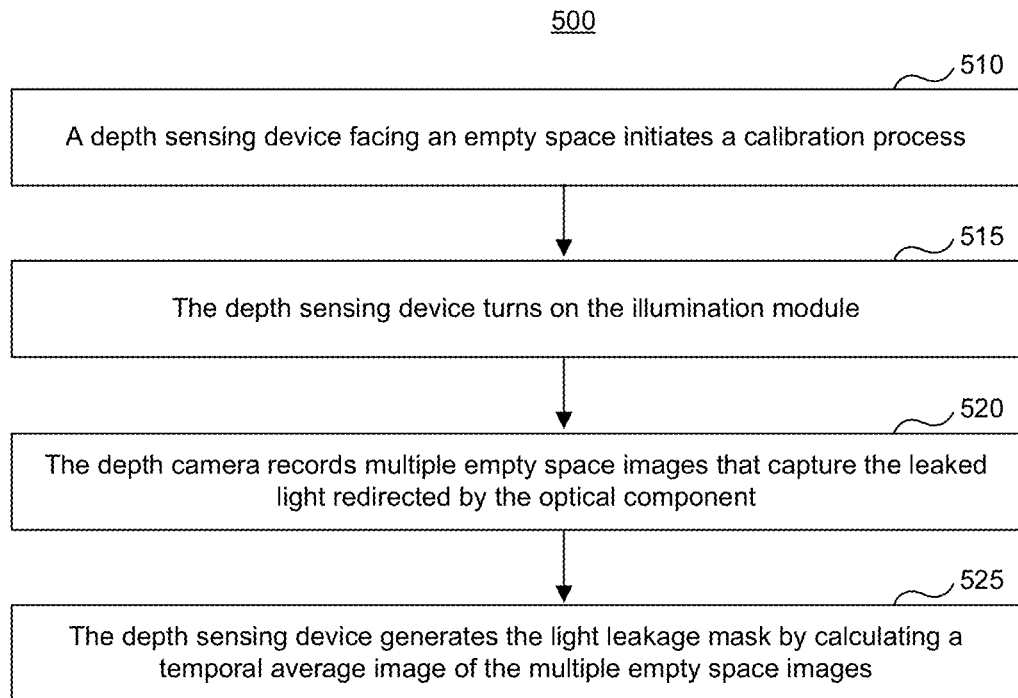 500
510
A depth sensing device facing an empty space initiates a calibration process
515
The depth sensing device turns on the illumination module
520
The depth camera records multiple empty space images that capture the leaked
light redirected by the optical component
525
The depth sensing device generates the light leakage mask by calculating a
temporal average image of the multiple empty space images